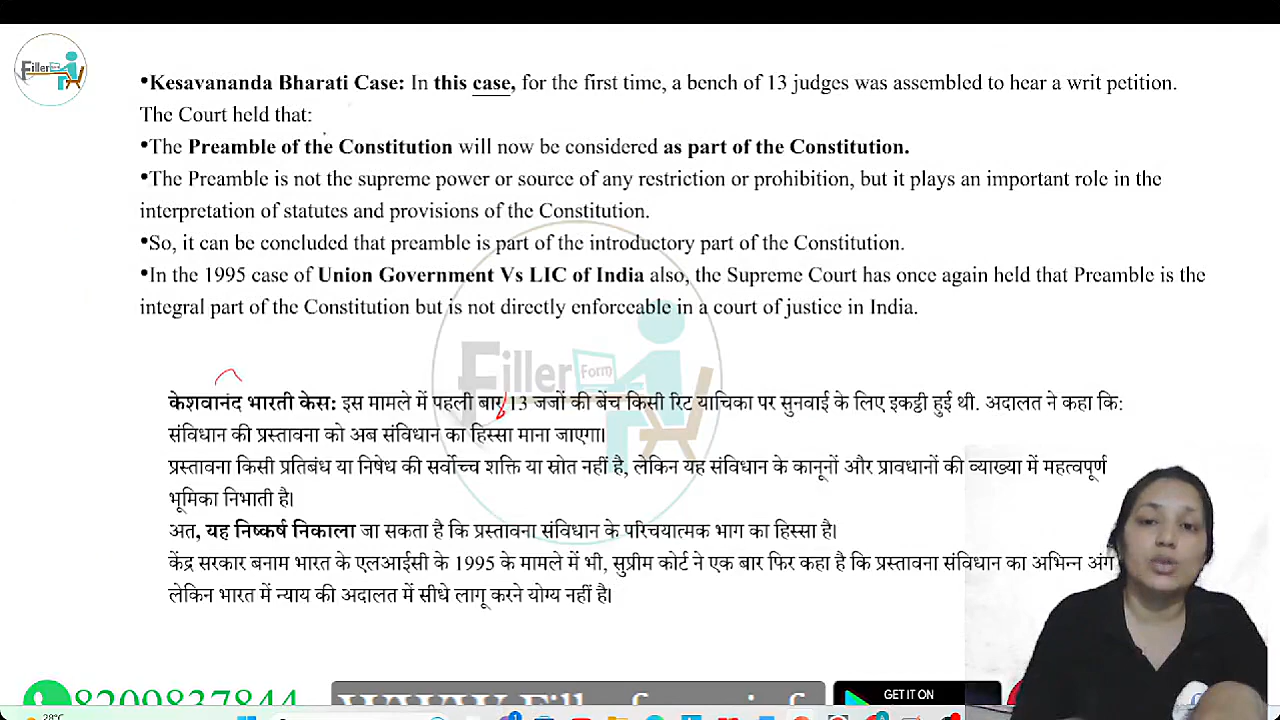 Filler Form
•Kesavananda Bharati Case: In this case, for the first time, a bench of 13 judges was assembled to hear a writ petition.
The Court held that:
•The Preamble of the Constitution will now be considered as part of the Constitution.
•The Preamble is not the supreme power or source of any restriction or prohibition, but it plays an important role in the
interpretation of statutes and provisions of the Constitution.
•So, it can be concluded that preamble is part of the introductory part of the Constitution.
•In the 1995 case of Union Government Vs LIC of India also, the Supreme Court has once again held that Preamble is the
integral part of the Constitution but is not directly enforceable in a court of justice in India.
Filler Form
केशवानंद भारती केस: इस मामले में पहली बार 13 जजों की बेंच किसी रिट याचिका पर सुनवाई के लिए इकट्ठी हुई थी. अदालत ने कहा कि:
संविधान की प्रस्तावना को अब संविधान का हिस्सा माना जाएगा।
प्रस्तावना किसी प्रतिबंध या निषेध की सर्वोच्च शक्ति या स्रोत नहीं है, लेकिन यह संविधान के कानूनों और प्रावधानों की व्याख्या में महत्वपूर्ण
भूमिका निभाती है।
अत, यह निष्कर्ष निकाला जा सकता है कि प्रस्तावना संविधान के परिचयात्मक भाग का हिस्सा है।
केंद्र सरकार बनाम भारत के एलआईसी के 1995 के मामले में भी, सुप्रीम कोर्ट ने एक बार फिर कहा है कि प्रस्तावना संविधान का अभिन्न अंग
लेकिन भारत में न्याय की अदालत में सीधे लागू करने योग्य नहीं है।
8209837844
GET IT ON
28°C